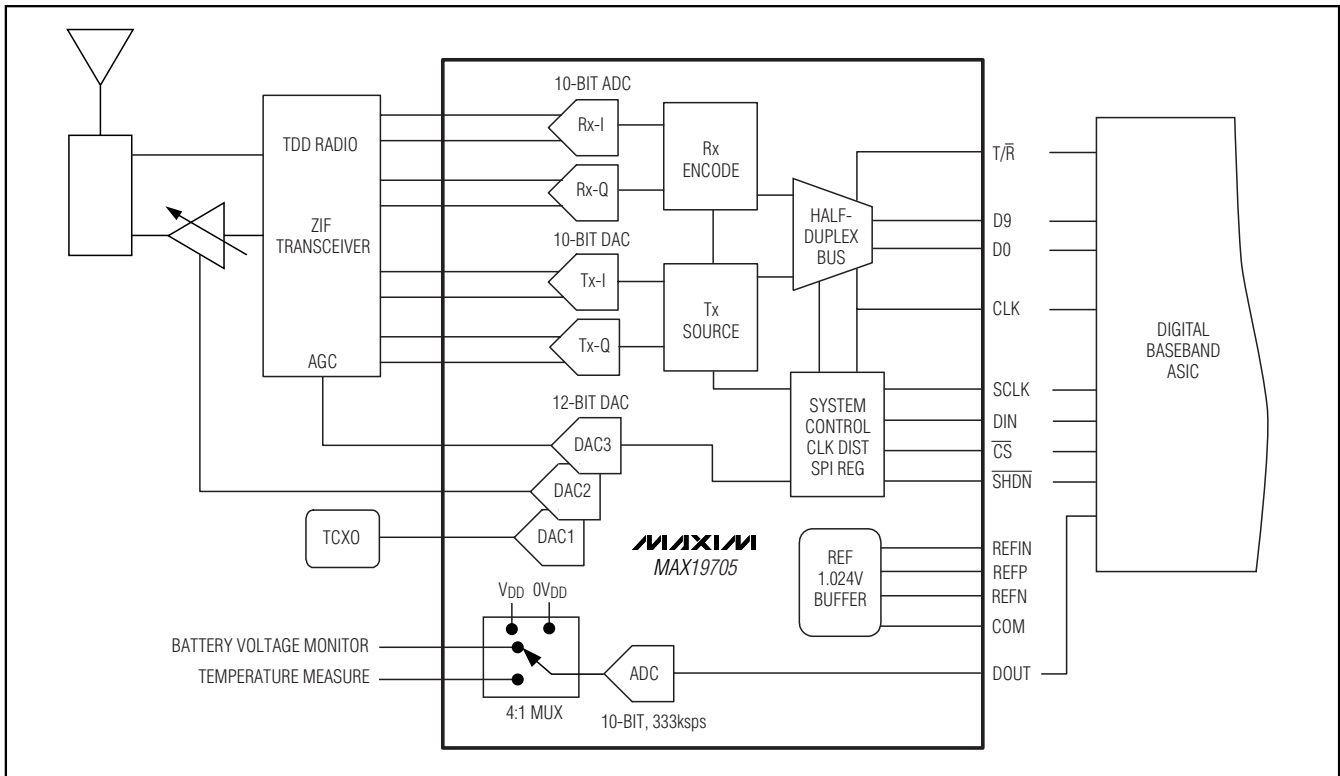 10-BIT ADC
Rx-I
Rx-Q
10-BIT DAC
Tx-I
Tx-Q
12-BIT DAC
DAC3
DAC2
DAC1
TDD RADIO
ZIF
TRANSCEIVER
AGC
TCXO
Rx
ENCODE
Tx
SOURCE
HALF-
DUPLEX
BUS
SYSTEM
CONTROL
CLK DIST
SPI REG
T/R̅
D9
D0
CLK
SCLK
DIN
C̅S̅
S̅H̅D̅N̅
DIGITAL
BASEBAND
ASIC
MAXIM
MAX19705
REF
1.024V
BUFFER
REFIN
REFP
REFN
COM
DOUT
VDD 0VDD
BATTERY VOLTAGE MONITOR
TEMPERATURE MEASURE
4:1 MUX
ADC
10-BIT, 333ksps